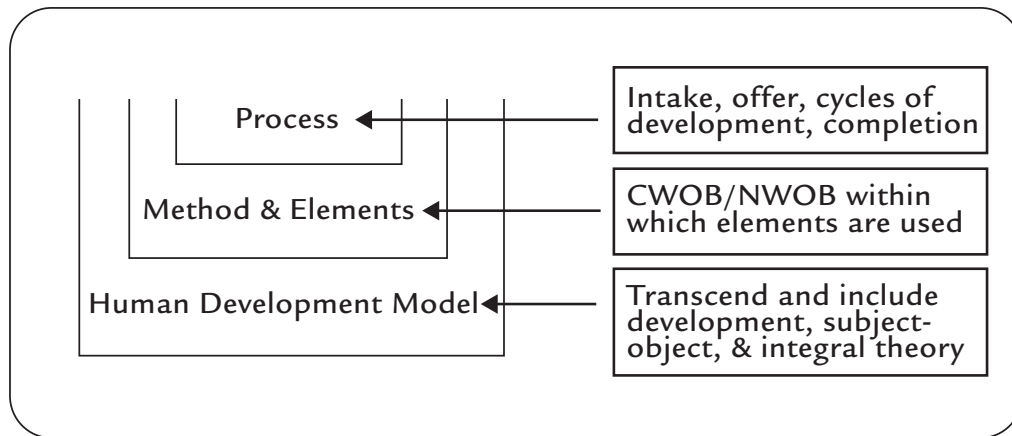 Process
Intake, offer, cycles of
development, completion
Method & Elements
CWOB/NWOB within
which elements are used
Human Development Model
Transcend and include
development, subject-
object, & integral theory